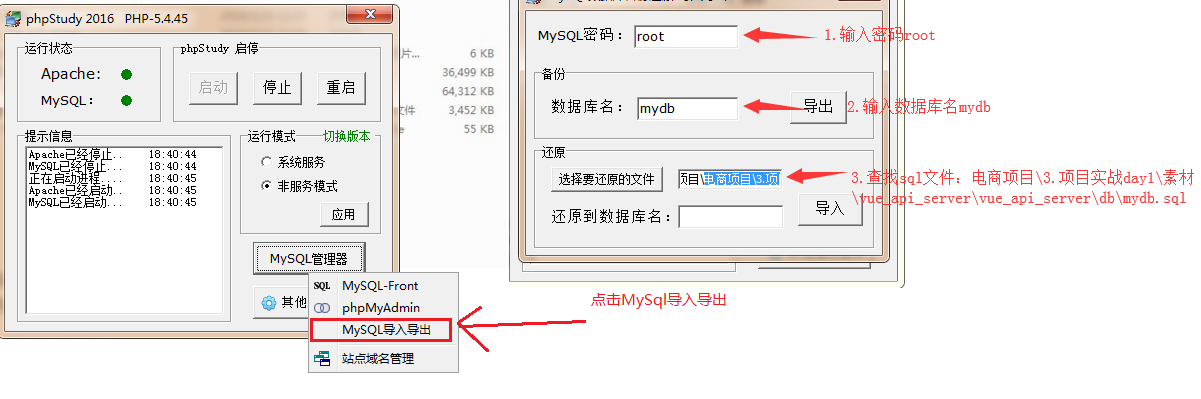 phpStudy 2016 PHP-5.4.45
运行状态
Apache:
MySQL:
phpStudy 启停
启动
停止
重启
提示信息
Apache已经停止.. 18:40:44
MySQL已经停止... 18:40:44
正在启动进程... 18:40:45
Apache已经启动.. 18:40:45
MySQL已经启动... 18:40:45
运行模式 切换版本
系统服务
非服务模式
应用
MySQL管理器
其他
SQL MySQL-Front
phpMyAdmin
MySQL导入导出
站点域名管理
片...
6 KB
36,499 KB
64,312 KB
文件
3,452 KB
55 KB
MySQL密码: root
1.输入密码root
备份
数据库名: mydb
导出
2.输入数据库名mydb
还原
选择要还原的文件
项目\电商项目\3.项
3.查找sql文件: 电商项目\3.项目实战day1\素材
\vue_api_server\vue_api_server\db\mydb.sql
还原到数据库名:
导入
点击MySql导入导出